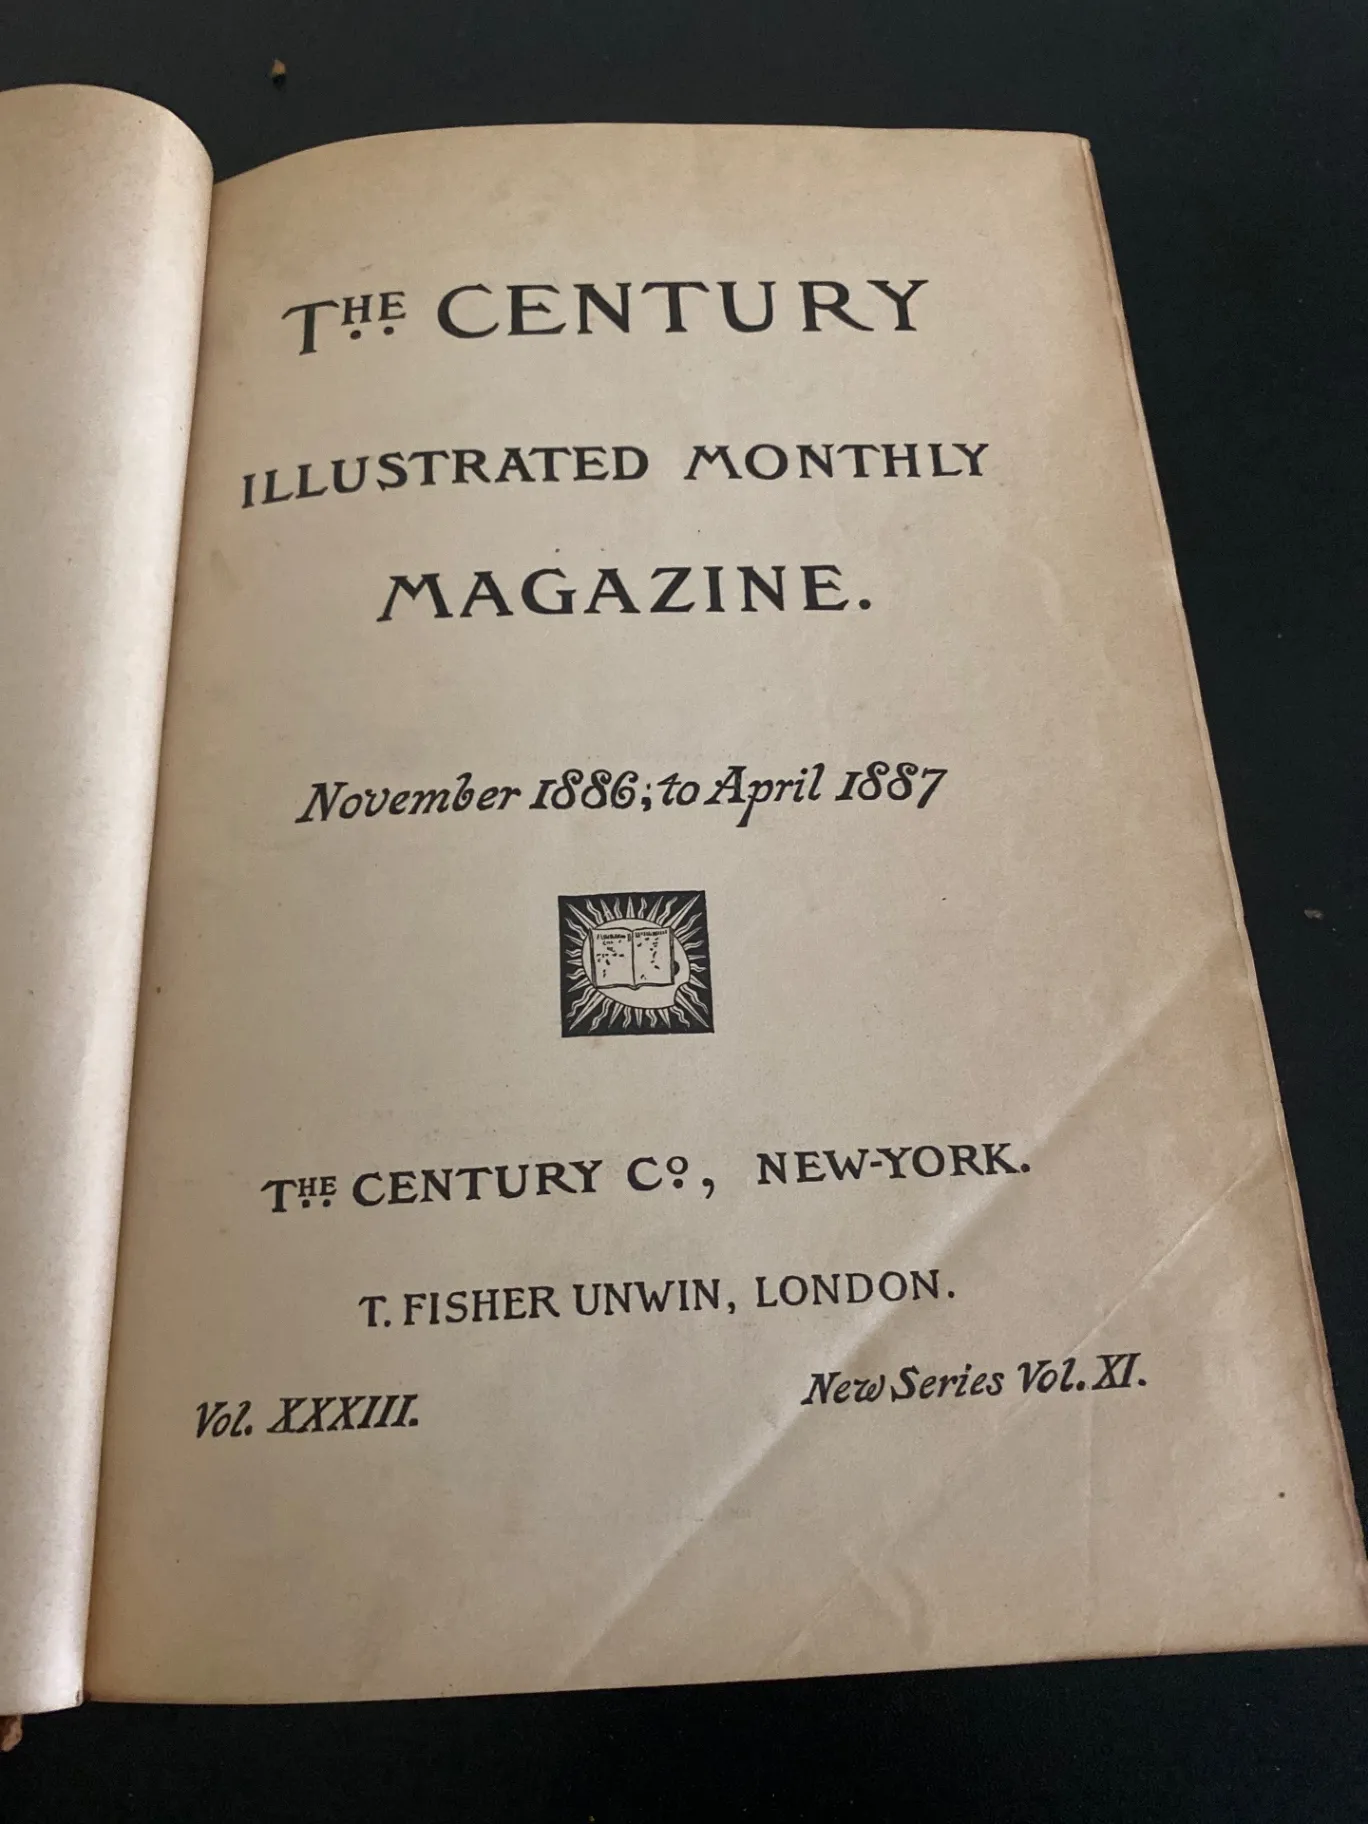 THE CENTURY
ILLUSTRATED MONTHLY
MAGAZINE.
November 1886; to April 1887
THE CENTURY Co, NEW-YORK.
T. FISHER UNWIN, LONDON.
Vol. XXXIII.
New Series Vol. XI.